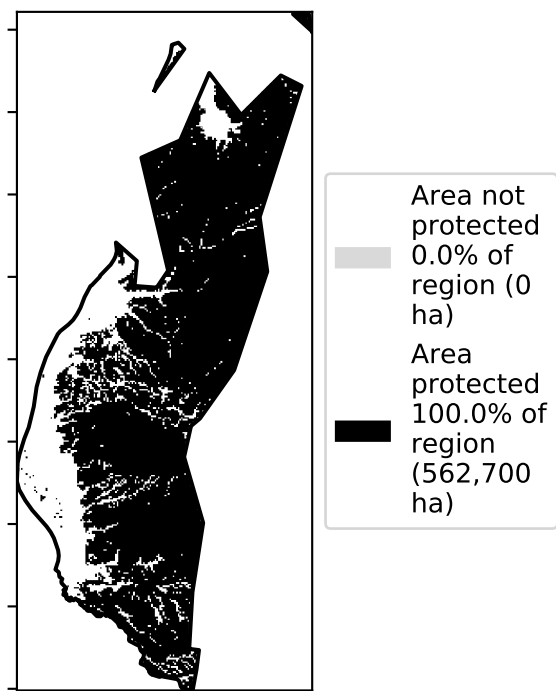 Area not
protected
0.0% of
region (0
ha)
Area
protected
100.0% of
region
(562,700
ha)